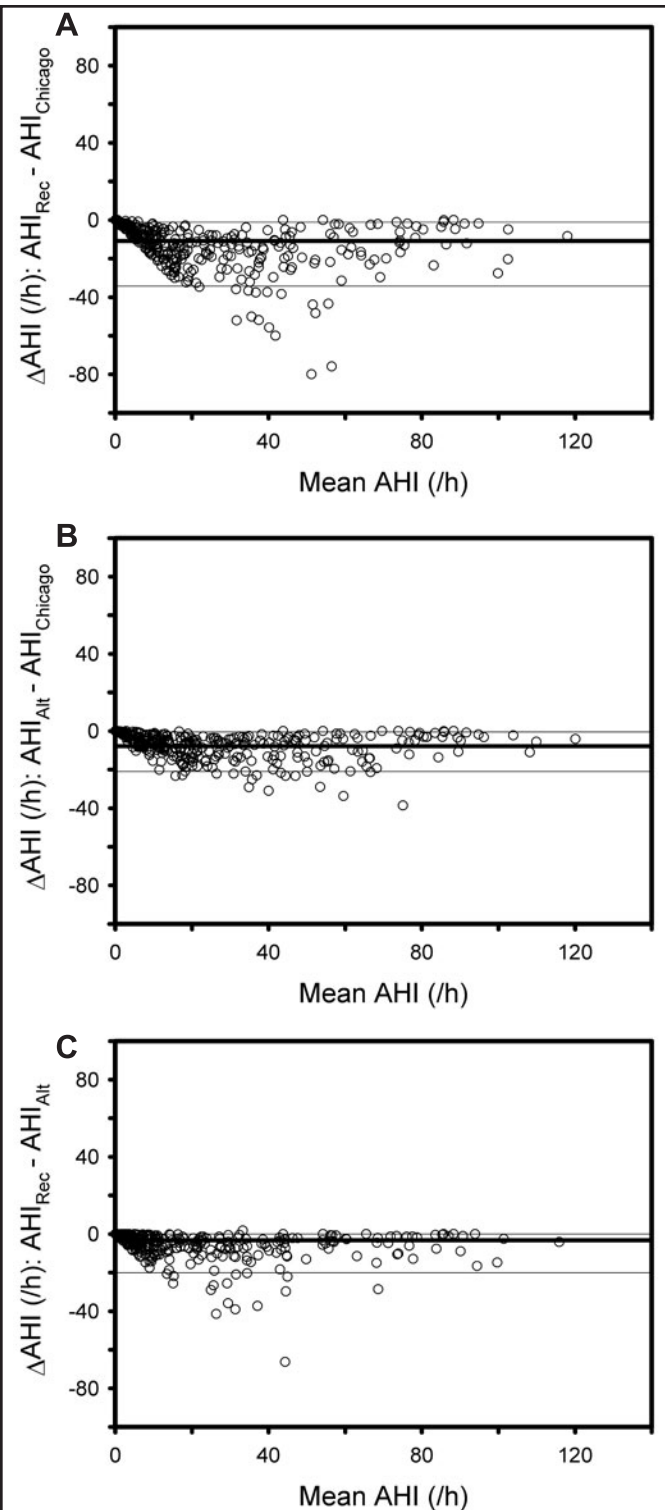 A
80
40
0
-40
-80
ΔAHI (/h): AHI_Rec - AHI_Chicago
0 40 80 120
Mean AHI (/h)
B
80
40
0
-40
-80
ΔAHI (/h): AHI_Alt - AHI_Chicago
0 40 80 120
Mean AHI (/h)
C
80
40
0
-40
-80
ΔAHI (/h): AHI_Rec - AHI_Alt
0 40 80 120
Mean AHI (/h)